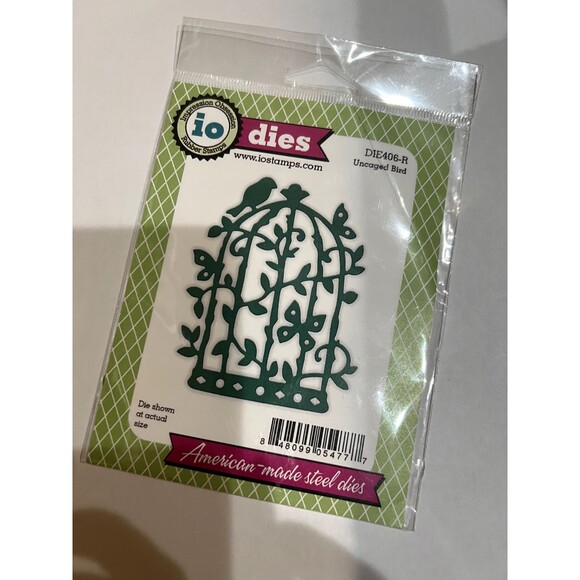 Impression Obsession
io
Rubber Stamps
dies
www.iostamps.com
DIE406-R
Uncaged Bird
Die shown
at actual
size
8 48099 05477 7
American-made steel dies